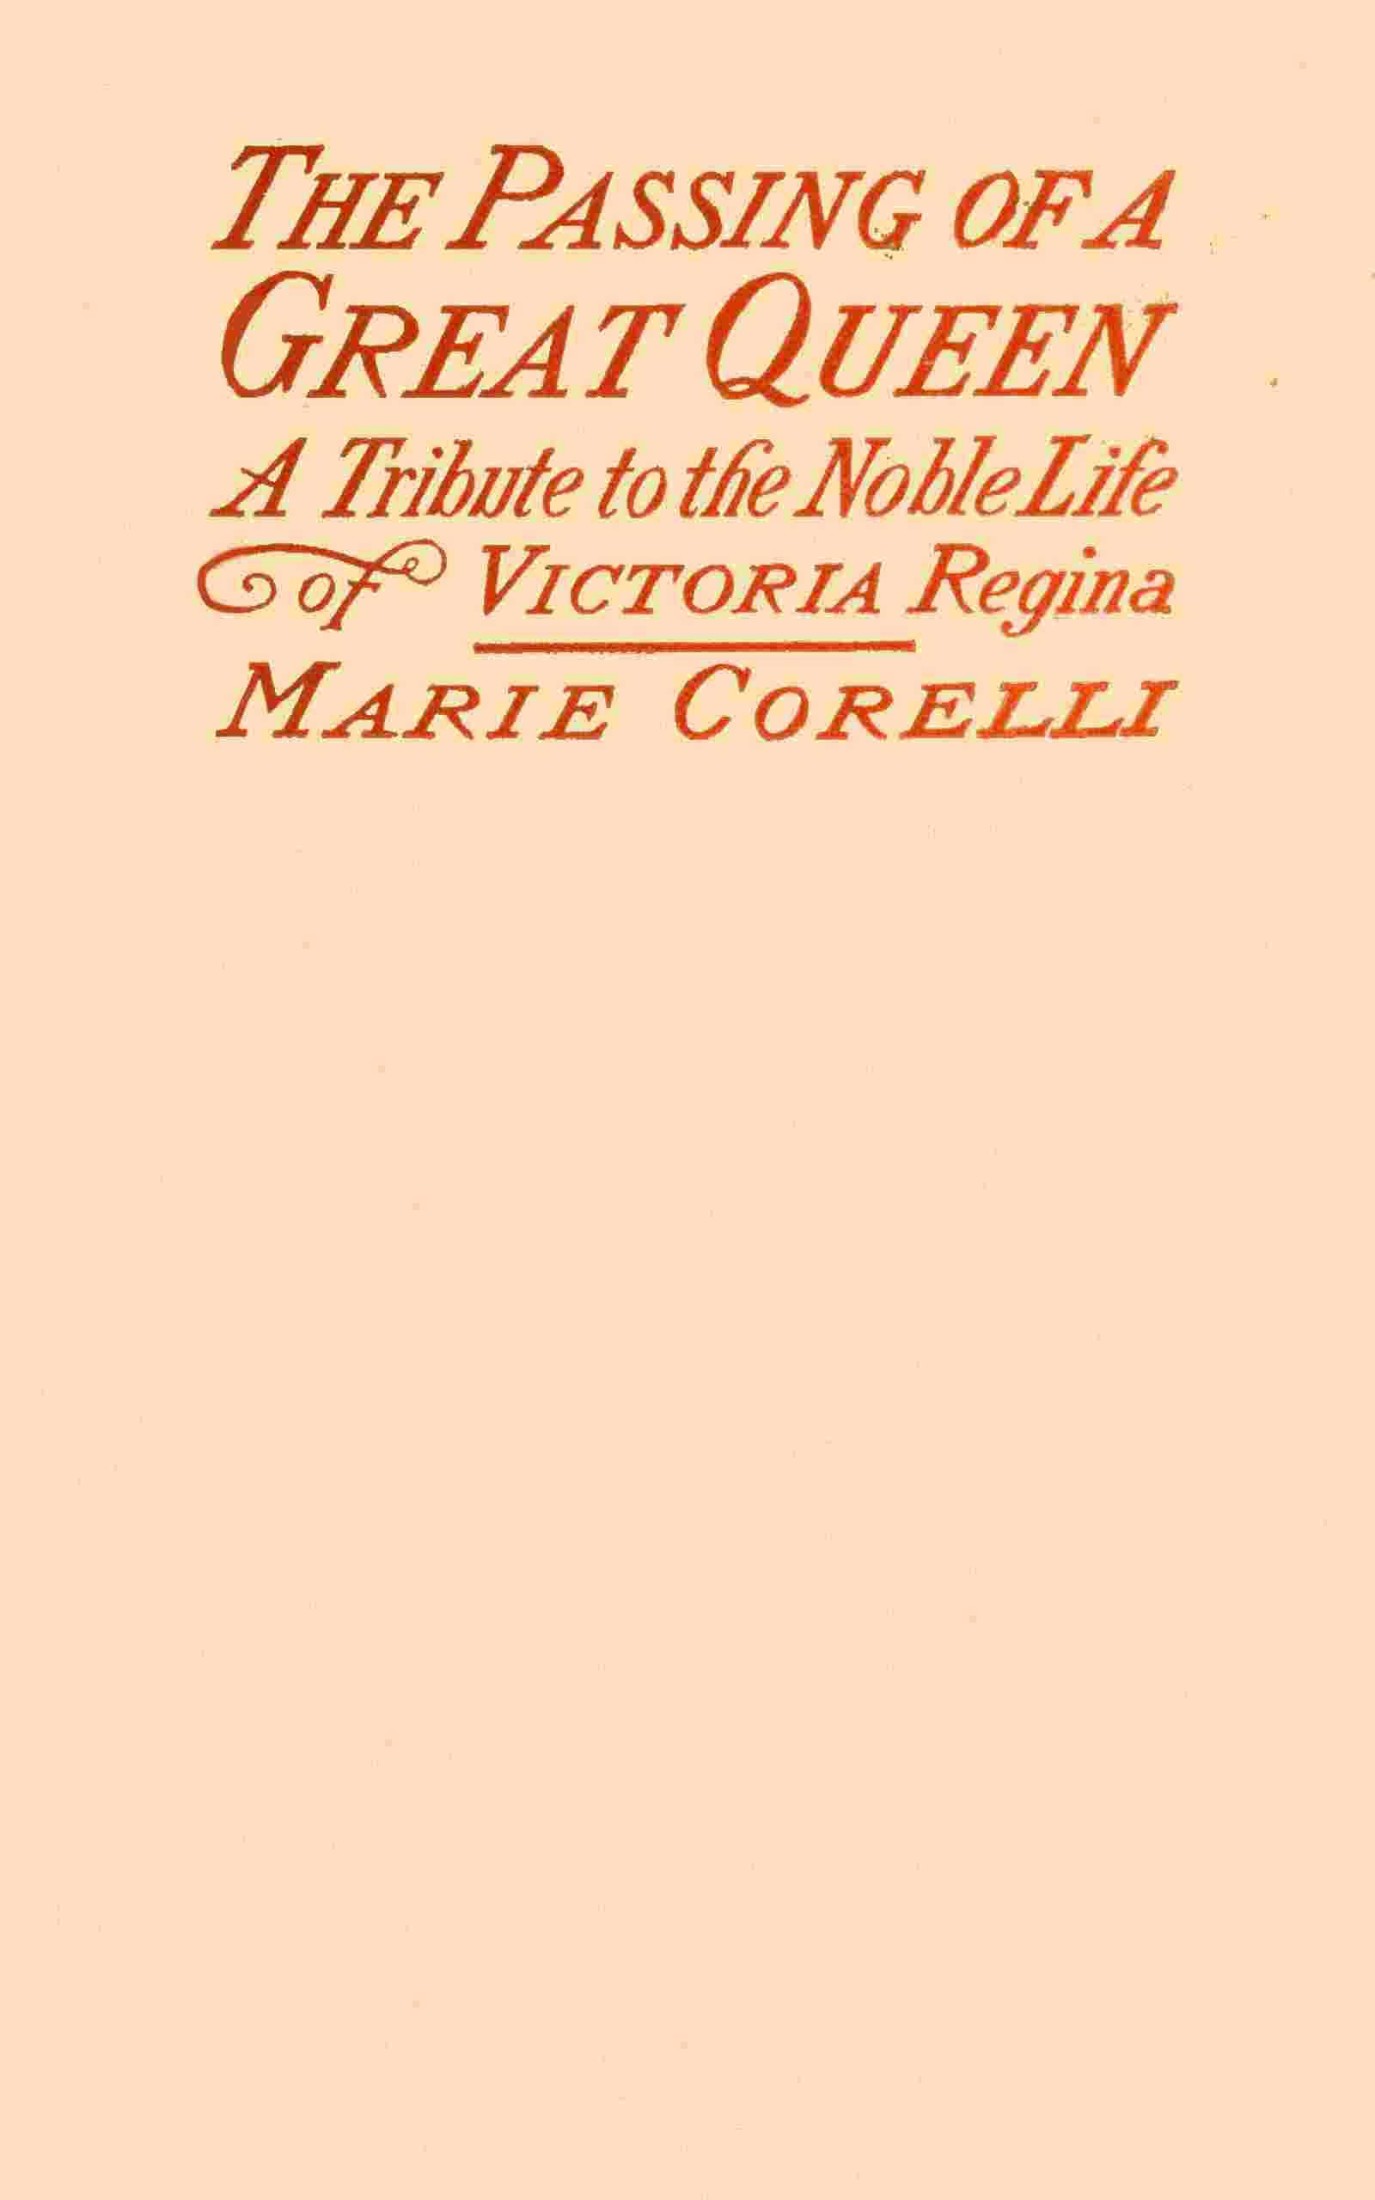 THE PASSING OF A
GREAT QUEEN
A Tribute to the Noble Life
of VICTORIA Regina
MARIE CORELLI